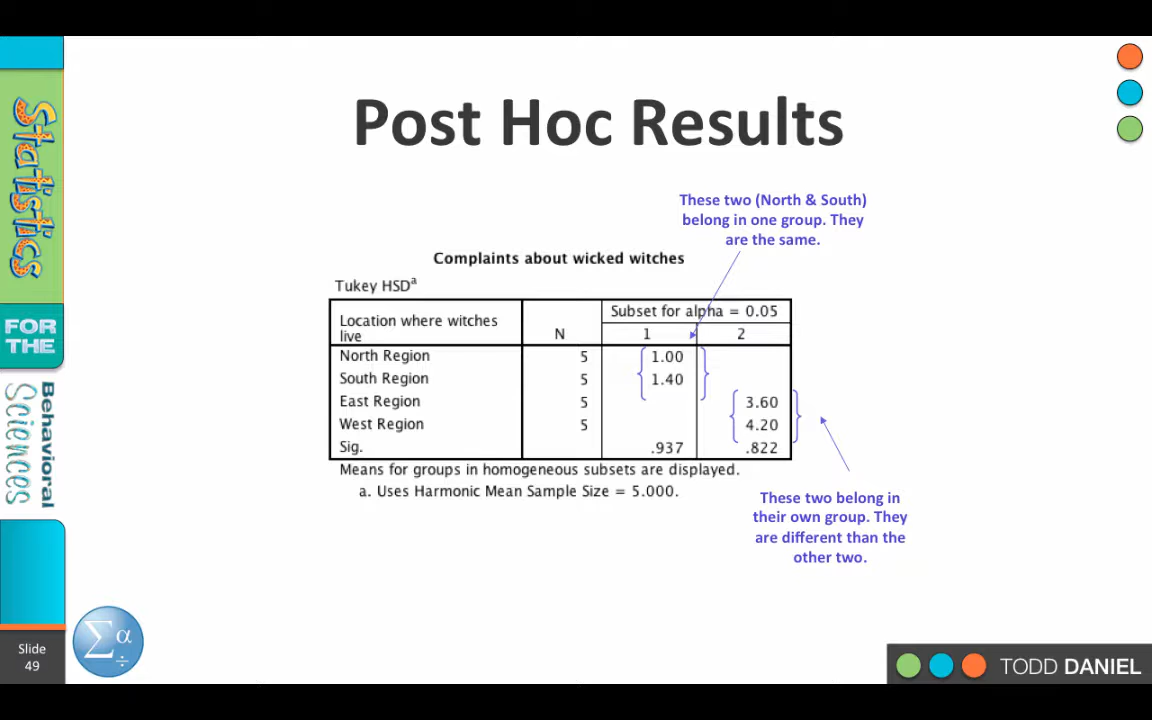 Statistics
FOR THE
Behavioral
Sciences
Post Hoc Results
These two (North & South)
belong in one group. They
are the same.
Complaints about wicked witches
Tukey HSDa
Location where witches
live
N
Subset for alpha = 0.05
1 2
North Region 5 1.00
South Region 5 1.40
East Region 5 3.60
West Region 5 4.20
Sig. .937 .822
Means for groups in homogeneous subsets are displayed.
a. Uses Harmonic Mean Sample Size = 5.000.
These two belong in
their own group. They
are different than the
other two.
Σ α ÷
Slide
49
TODD DANIEL